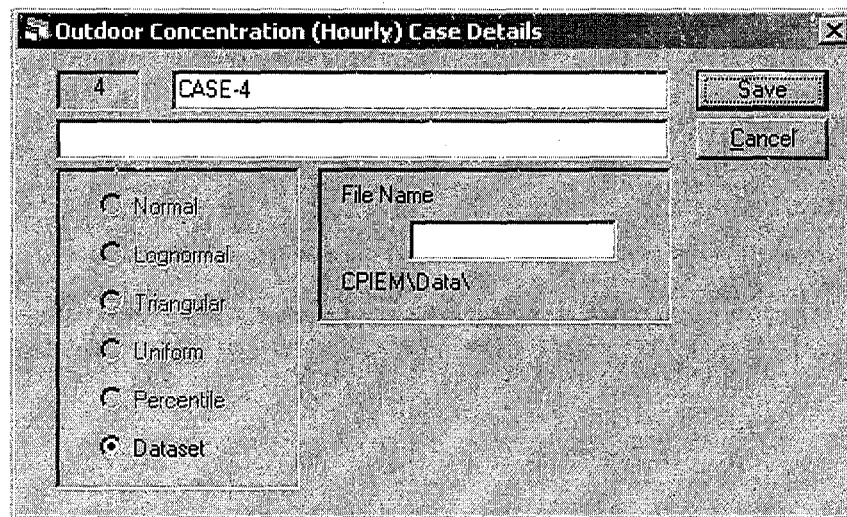 Outdoor Concentration (Hourly) Case Details
4
CASE-4
Save
Cancel
Normal
Lognormal
Triangular
Uniform
Percentile
Dataset
File Name
CPIEM\Data\